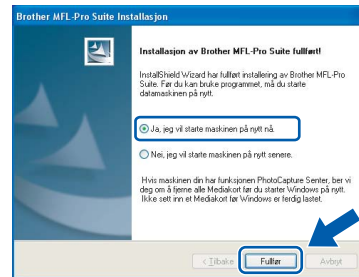 Brother MFL-Pro Suite Installasjon
Installasjon av Brother MFL-Pro Suite fullført!
InstallShield Wizard har fullført installering av Brother MFL-Pro
Suite. Før du kan bruke programmet, må du starte
datamaskinen på nytt.
Ja, jeg vil starte maskinen på nytt nå.
Nei, jeg vil starte maskinen på nytt senere.
Hvis maskinen din har funksjonen PhotoCapture Senter, ber vi
deg om å fjerne alle Mediakort før du starter Windows på nytt.
Ikke sett inn et Mediakort før Windows er ferdig lastet.
< Tilbake Fullfør Avbryt